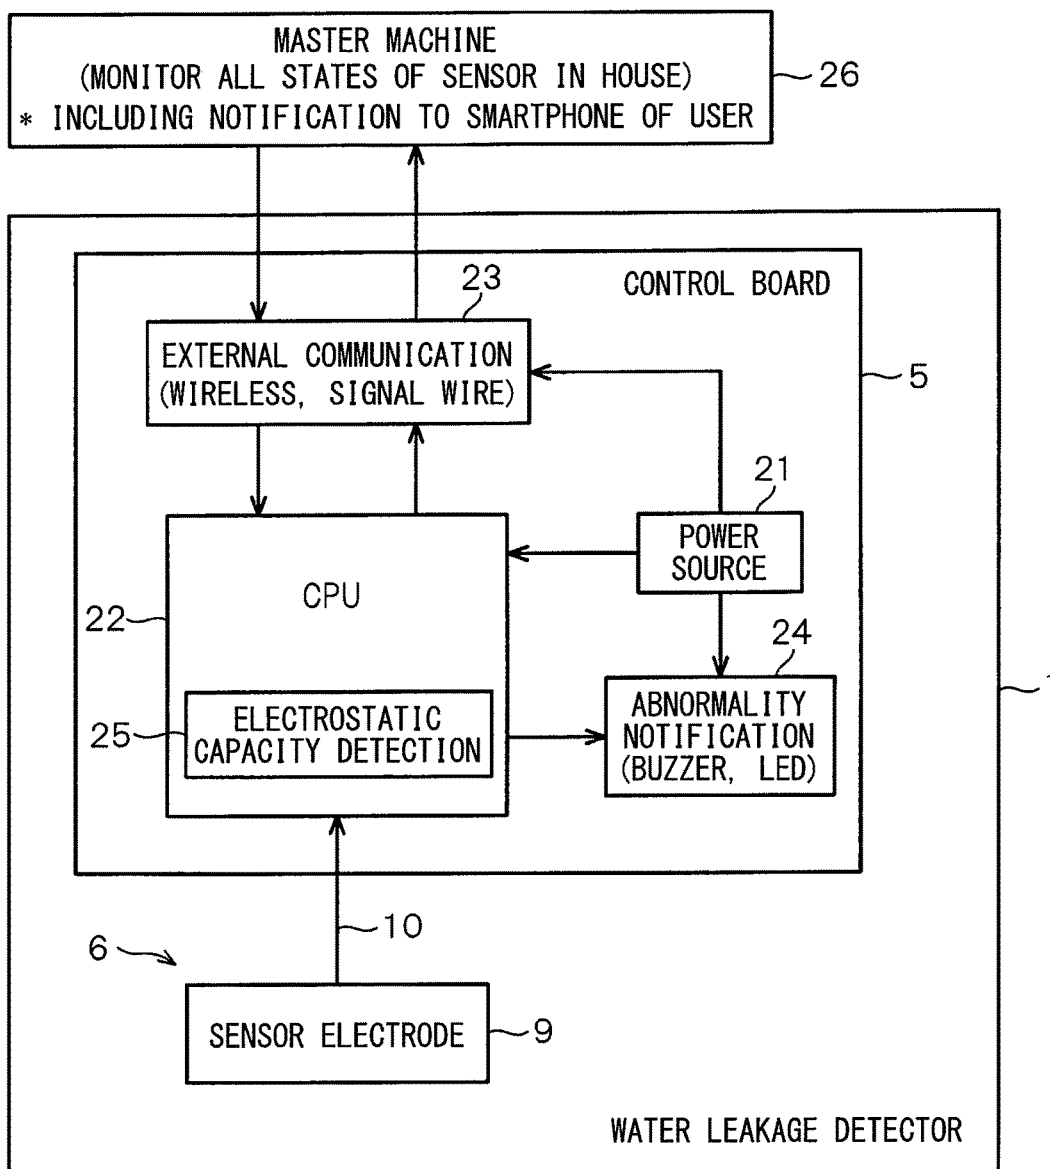 MASTER MACHINE
(MONITOR ALL STATES OF SENSOR IN HOUSE)
* INCLUDING NOTIFICATION TO SMARTPHONE OF USER
26
23
CONTROL BOARD
EXTERNAL COMMUNICATION
(WIRELESS, SIGNAL WIRE)
5
21
POWER
SOURCE
CPU
22
24
ABNORMALITY
NOTIFICATION
(BUZZER, LED)
25
ELECTROSTATIC
CAPACITY DETECTION
10
6
SENSOR ELECTRODE
9
WATER LEAKAGE DETECTOR